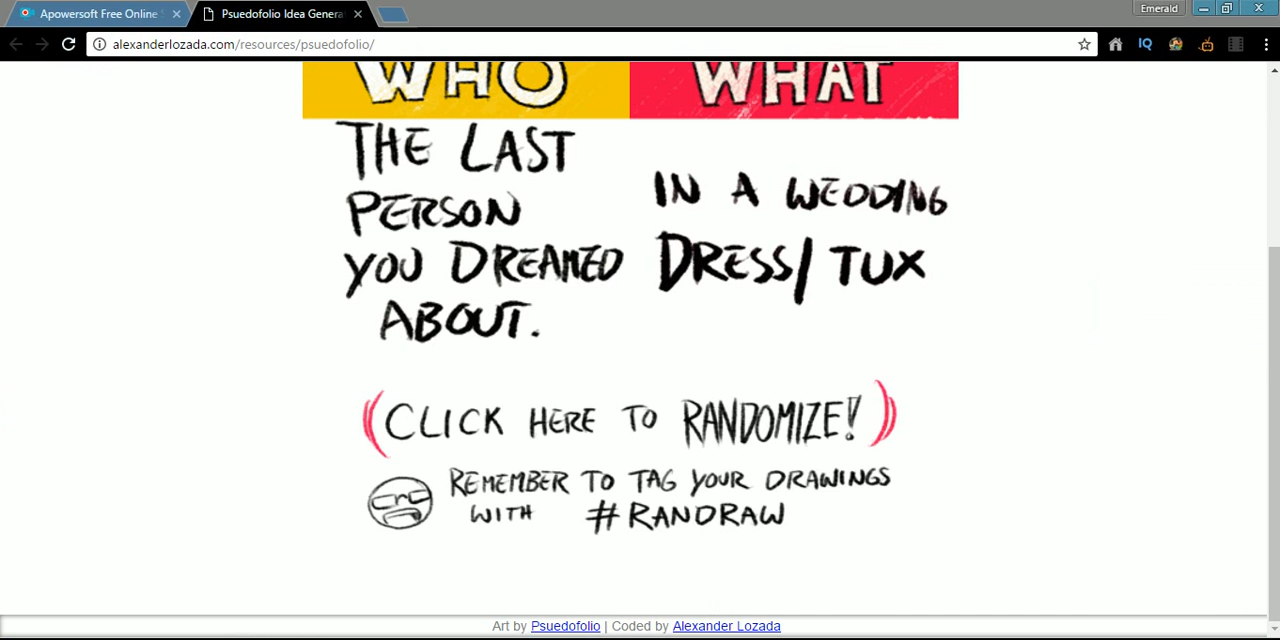 Apowersoft Free Online S
Psuedofolio Idea Genera
Emerald
alexanderlozada.com/resources/psuedofolio/
IQ
WHO WHAT
THE LAST
PERSON
YOU DREAMED
ABOUT.
IN A WEDDING
DRESS/TUX
(CLICK HERE TO RANDOMIZE!)
REMEMBER TO TAG YOUR DRAWINGS
WITH #RANDRAW
Art by Psuedofolio | Coded by Alexander Lozada